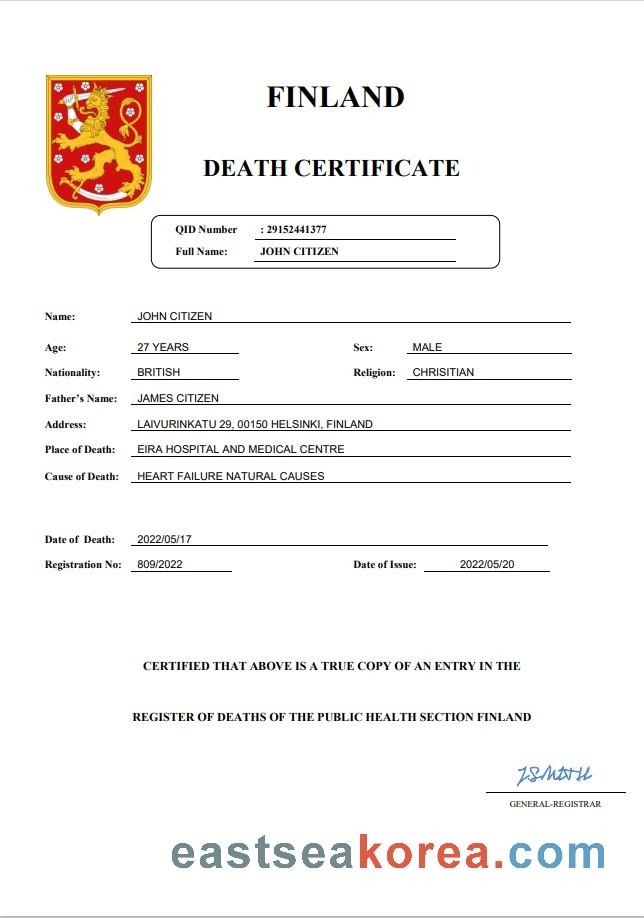 FINLAND
DEATH CERTIFICATE
QID Number : 29152441377
Full Name: JOHN CITIZEN
Name: JOHN CITIZEN
Age: 27 YEARS Sex: MALE
Nationality: BRITISH Religion: CHRISITIAN
Father's Name: JAMES CITIZEN
Address: LAIVURINKATU 29, 00150 HELSINKI, FINLAND
Place of Death: EIRA HOSPITAL AND MEDICAL CENTRE
Cause of Death: HEART FAILURE NATURAL CAUSES
Date of Death: 2022/05/17
Registration No: 809/2022 Date of Issue: 2022/05/20
CERTIFIED THAT ABOVE IS A TRUE COPY OF AN ENTRY IN THE
REGISTER OF DEATHS OF THE PUBLIC HEALTH SECTION FINLAND
GENERAL-REGISTRAR
eastseakorea.com